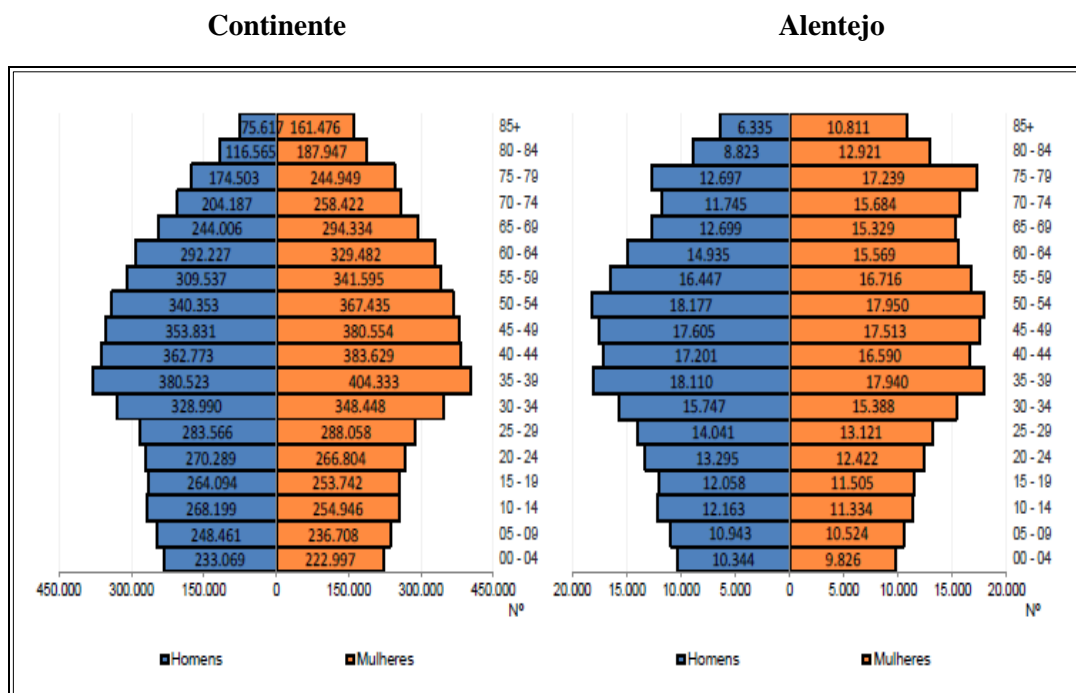 Continente Alentejo
75.617 161.476 85+ 6.335 10.811 85+
116.565 187.947 80 - 84 8.823 12.921 80 - 84
174.503 244.949 75 - 79 12.697 17.239 75 - 79
204.187 258.422 70 - 74 11.745 15.684 70 - 74
244.006 294.334 65 - 69 12.699 15.329 65 - 69
292.227 329.482 60 - 64 14.935 15.569 60 - 64
309.537 341.595 55 - 59 16.447 16.716 55 - 59
340.353 367.435 50 - 54 18.177 17.950 50 - 54
353.831 380.554 45 - 49 17.605 17.513 45 - 49
362.773 383.629 40 - 44 17.201 16.590 40 - 44
380.523 404.333 35 - 39 18.110 17.940 35 - 39
328.990 348.448 30 - 34 15.747 15.388 30 - 34
283.566 288.058 25 - 29 14.041 13.121 25 - 29
270.289 266.804 20 - 24 13.295 12.422 20 - 24
264.094 253.742 15 - 19 12.058 11.505 15 - 19
268.199 254.946 10 - 14 12.163 11.334 10 - 14
248.461 236.708 05 - 09 10.943 10.524 05 - 09
233.069 222.997 00 - 04 10.344 9.826 00 - 04
450.000 300.000 150.000 0 150.000 300.000 450.000 20.000 15.000 10.000 5.000 0 5.000 10.000 15.000 20.000
Nº Nº
Homens Mulheres Homens Mulheres